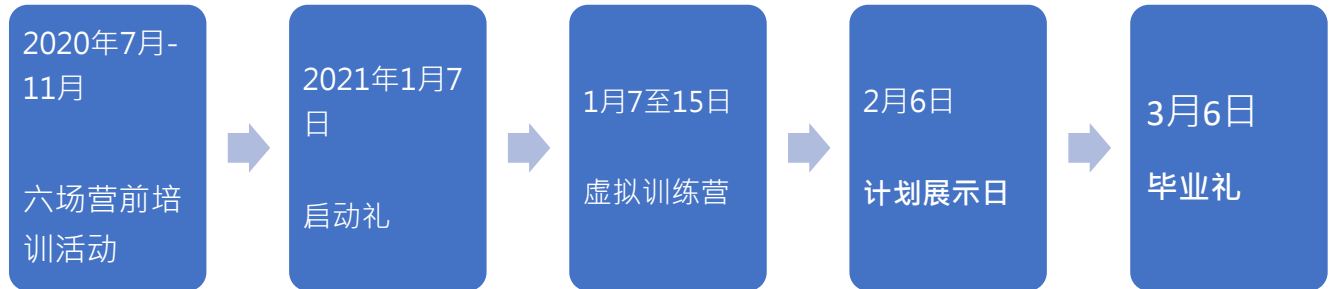 2020年7月-
11月
六场营前培
训活动
2021年1月7
日
启动礼
1月7至15日
虚拟训练营
2月6日
计划展示日
3月6日
毕业礼